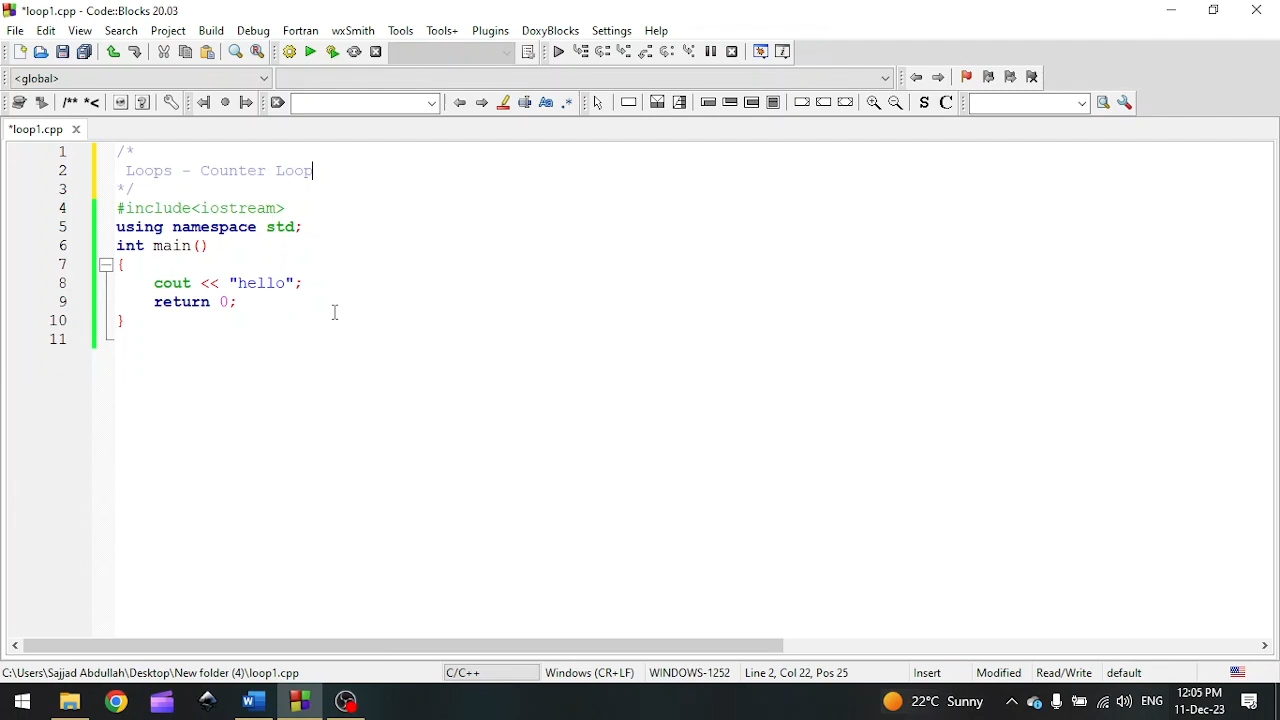 *loop1.cpp - Code::Blocks 20.03
File Edit View Search Project Build Debug Fortran wxSmith Tools Tools+ Plugins DoxyBlocks Settings Help
<global>
/** *<
S C
*loop1.cpp
1 /*
2 Loops - Counter Loop
3 */
4 #include<iostream>
5 using namespace std;
6 int main()
7 {
8 cout << "hello";
9 return 0;
10 }
11
C:\Users\Sajjad Abdullah\Desktop\New folder (4)\loop1.cpp C/C++ Windows (CR+LF) WINDOWS-1252 Line 2, Col 22, Pos 25 Insert Modified Read/Write default
22°C Sunny ENG 12:05 PM
11-Dec-23